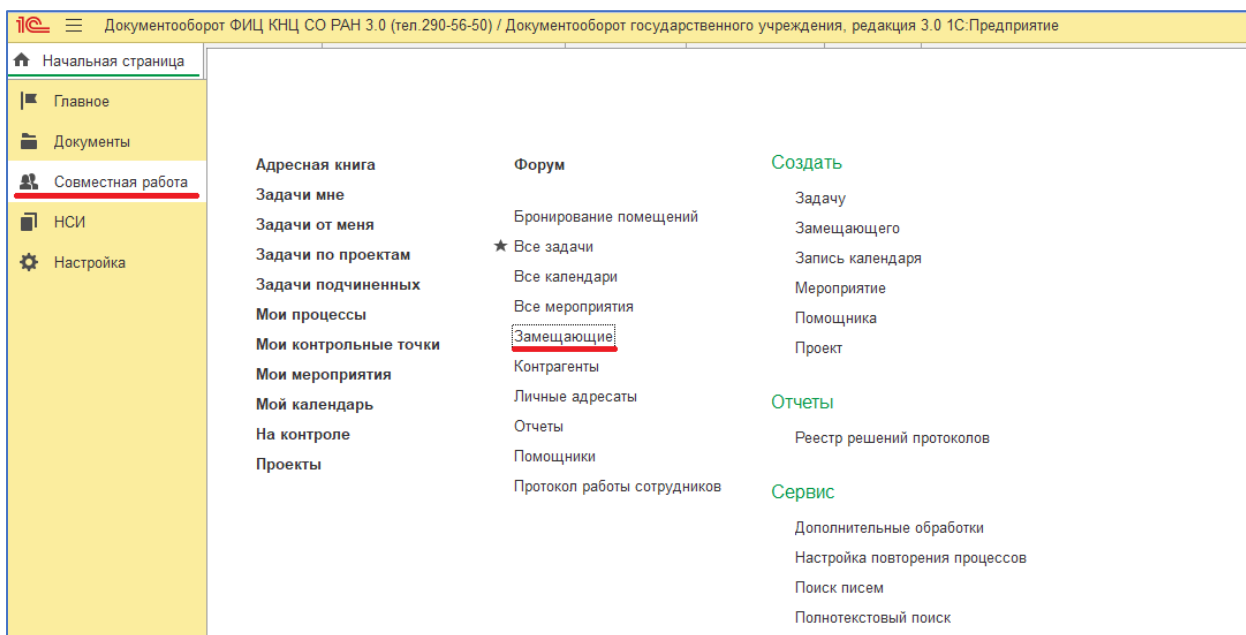 1С Документооборот ФИЦ КНЦ СО РАН 3.0 (тел.290-56-50) / Документооборот государственного учреждения, редакция 3.0 1С:Предприятие
Начальная страница
Главное
Документы
Совместная работа
НСИ
Настройка
Адресная книга
Задачи мне
Задачи от меня
Задачи по проектам
Задачи подчиненных
Мои процессы
Мои контрольные точки
Мои мероприятия
Мой календарь
На контроле
Проекты
Форум
Бронирование помещений
Все задачи
Все календари
Все мероприятия
Замещающие
Контрагенты
Личные адресаты
Отчеты
Помощники
Протокол работы сотрудников
Создать
Задачу
Замещающего
Запись календаря
Мероприятие
Помощника
Проект
Отчеты
Реестр решений протоколов
Сервис
Дополнительные обработки
Настройка повторения процессов
Поиск писем
Полнотекстовый поиск